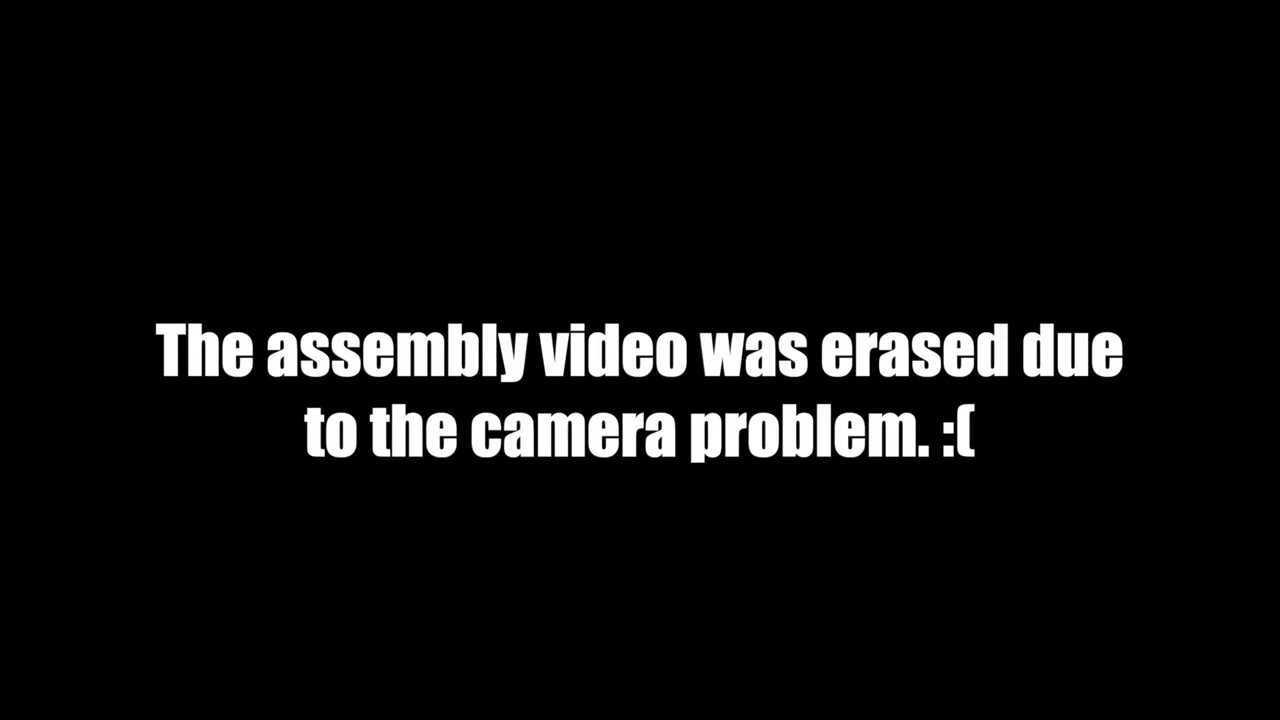 The assembly video was erased due
to the camera problem. :(